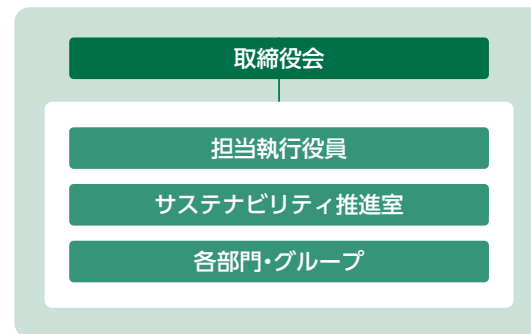 取締役会
担当執行役員
サステナビリティ推進室
各部門・グループ